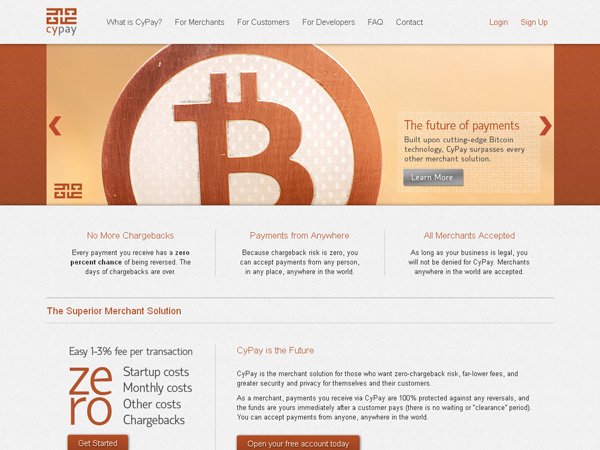 cypay
What is CyPay? For Merchants For Customers For Developers FAQ Contact Login Sign Up
The future of payments
Built upon cutting-edge Bitcoin
technology, CyPay surpasses every
other merchant solution.
Learn More
No More Chargebacks
Every payment you receive has a zero
percent chance of being reversed. The
days of chargebacks are over.
Payments from Anywhere
Because chargeback risk is zero, you
can accept payments from any person,
in any place, anywhere in the world.
All Merchants Accepted
As long as your business is legal, you
will not be denied for CyPay. Merchants
anywhere in the world are accepted.
The Superior Merchant Solution
Easy 1-3% fee per transaction
ze
ro
Startup costs
Monthly costs
Other costs
Chargebacks
Get Started
CyPay is the Future
CyPay is the merchant solution for those who want zero-chargeback risk, far-lower fees, and
greater security and privacy for themselves and their customers.
As a merchant, payments you receive via CyPay are 100% protected against any reversals, and
the funds are yours immediately after a customer pays (there is no waiting or "clearance" period).
You can accept payments from anyone, anywhere in the world.
Open your free account today